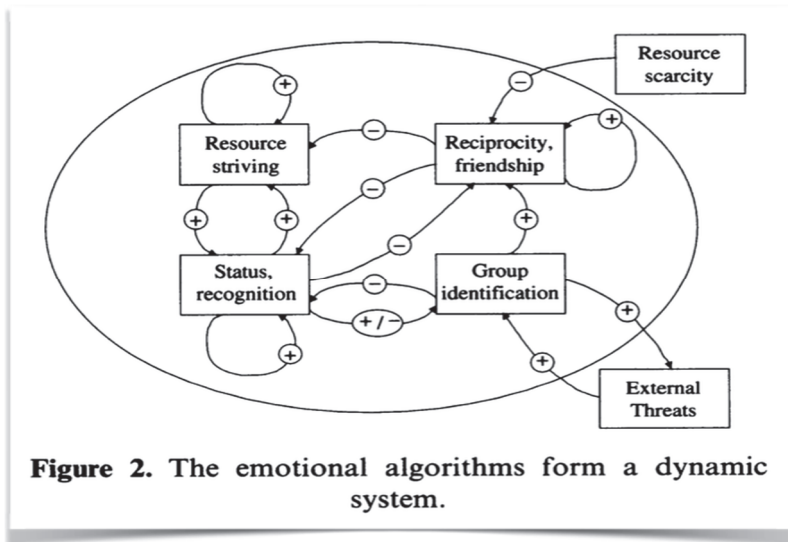 Resource
scarcity
+
−
+
Resource
striving
−
Reciprocity,
friendship
−
+
+
+
−
Status,
recognition
−
Group
identification
+ / −
+
+
+
External
Threats
Figure 2. The emotional algorithms form a dynamic
system.